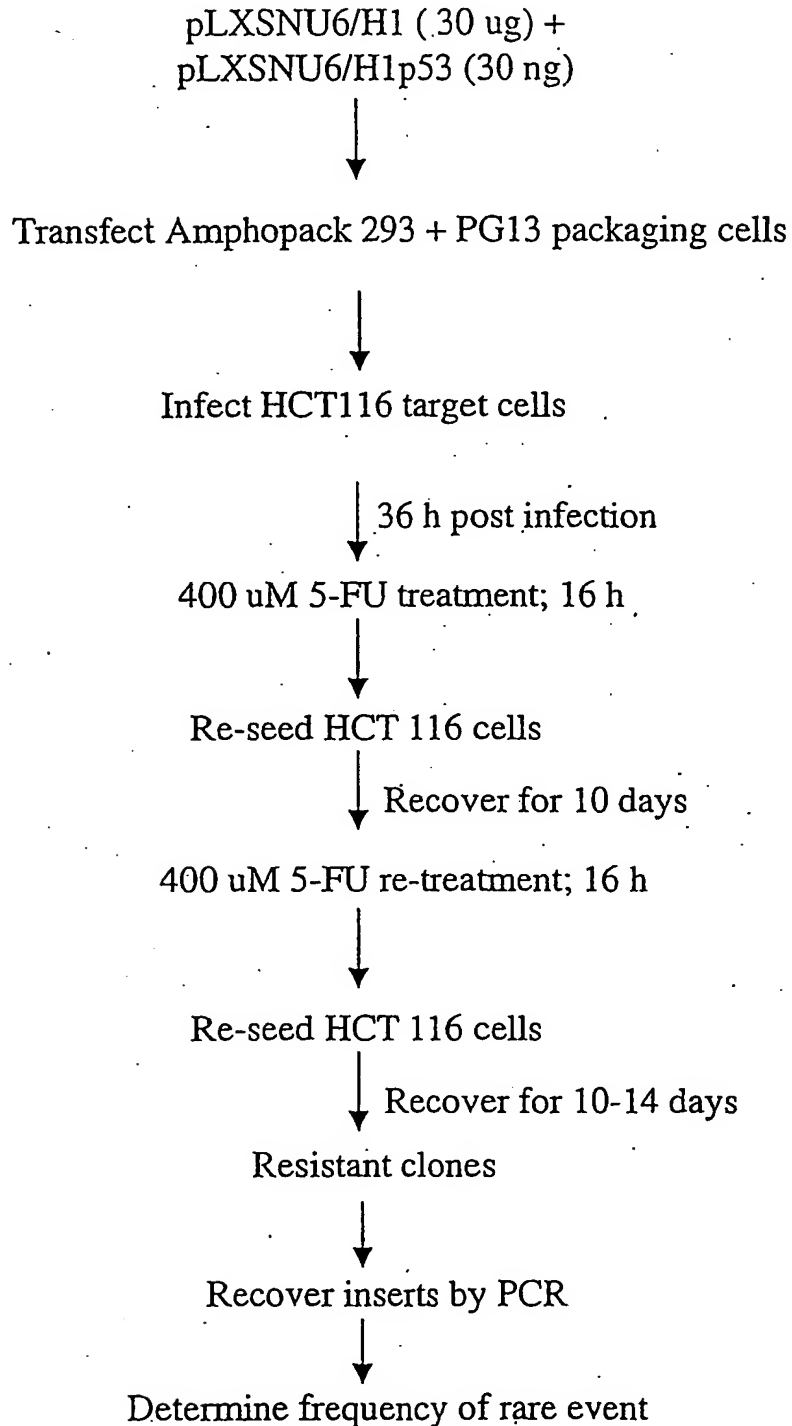 pLXSNU6/H1 (30 ug) +
pLXSNU6/H1p53 (30 ng)
Transfect Amphopack 293 + PG13 packaging cells
Infect HCT116 target cells
36 h post infection
400 uM 5-FU treatment; 16 h
Re-seed HCT 116 cells
Recover for 10 days
400 uM 5-FU re-treatment; 16 h
Re-seed HCT 116 cells
Recover for 10-14 days
Resistant clones
Recover inserts by PCR
Determine frequency of rare event